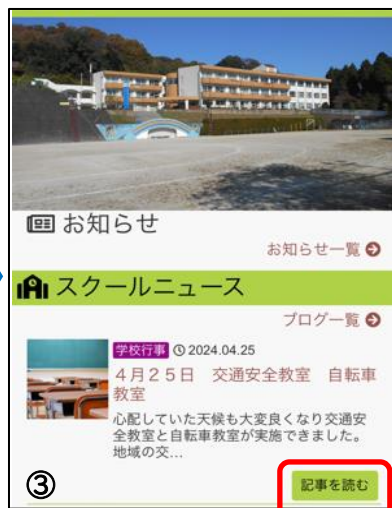 お知らせ
お知らせ一覧
スクールニュース
ブログ一覧
学校行事 2024.04.25
４月２５日　交通安全教室　自転車
教室
心配していた天候も大変良くなり交通安
全教室と自転車教室が実施できました。
地域の交…
③
記事を読む